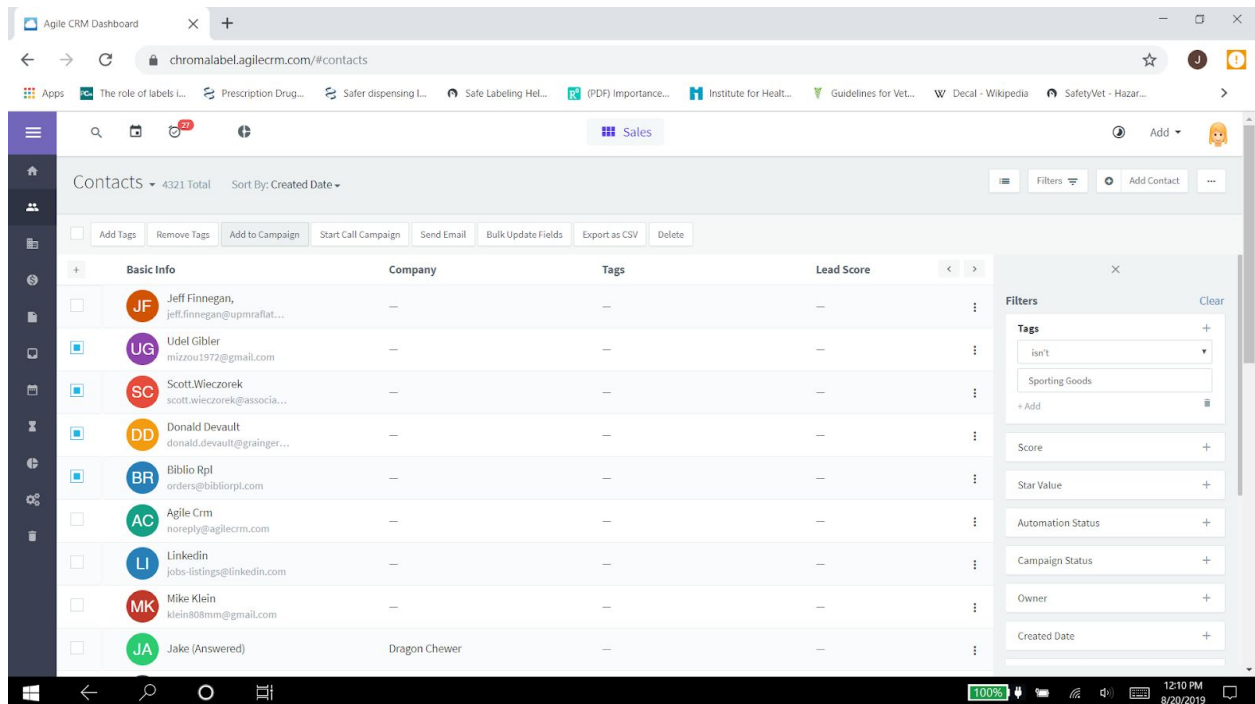 Agile CRM Dashboard
chromalabel.agilecrm.com/#contacts
J
Apps The role of labels i... Prescription Drug... Safer dispensing I... Safe Labeling Hel... (PDF) Importance... Institute for Healt... Guidelines for Vet... W Decal - Wikipedia SafetyVet - Hazar...
27 Sales Add
Contacts 4321 Total Sort By: Created Date Filters Add Contact
Add Tags Remove Tags Add to Campaign Start Call Campaign Send Email Bulk Update Fields Export as CSV Delete
+ Basic Info Company Tags Lead Score < >
JF Jeff Finnegan, — — —
jeff.finnegan@upmraflat...
UG Udel Gibler — — —
mizzou1972@gmail.com
SC Scott.Wieczorek — — —
scott.wieczorek@associa...
DD Donald Devault — — —
donald.devault@grainger...
BR Biblio Rpl — — —
orders@bibliorpl.com
AC Agile Crm — — —
noreply@agilecrm.com
LI Linkedin — — —
jobs-listings@linkedin.com
MK Mike Klein — — —
klein808mm@gmail.com
JA Jake (Answered) Dragon Chewer — —
Filters Clear
Tags +
isn't
Sporting Goods
+ Add
Score +
Star Value +
Automation Status +
Campaign Status +
Owner +
Created Date +
100% 12:10 PM
8/20/2019